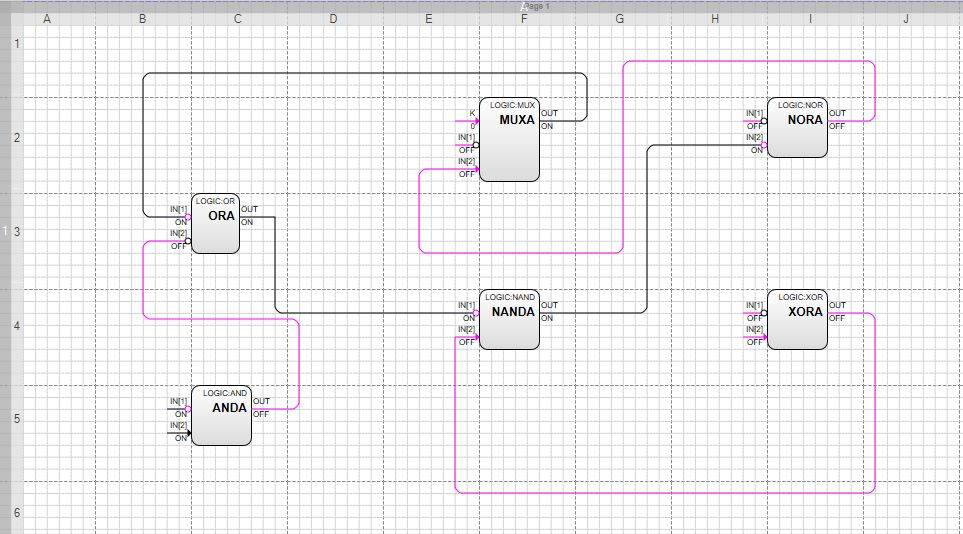 Page 1
A B C D E F G H I J
1
2
3
4
5
6
1
LOGIC:MUX
MUXA
K
0
IN[1]
OFF
IN[2]
OFF
OUT
ON
LOGIC:NOR
NORA
IN[1]
OFF
IN[2]
ON
OUT
OFF
LOGIC:OR
ORA
IN[1]
ON
IN[2]
OFF
OUT
ON
LOGIC:NAND
NANDA
IN[1]
ON
IN[2]
OFF
OUT
ON
LOGIC:XOR
XORA
IN[1]
OFF
IN[2]
OFF
OUT
OFF
LOGIC:AND
ANDA
IN[1]
ON
IN[2]
ON
OUT
OFF